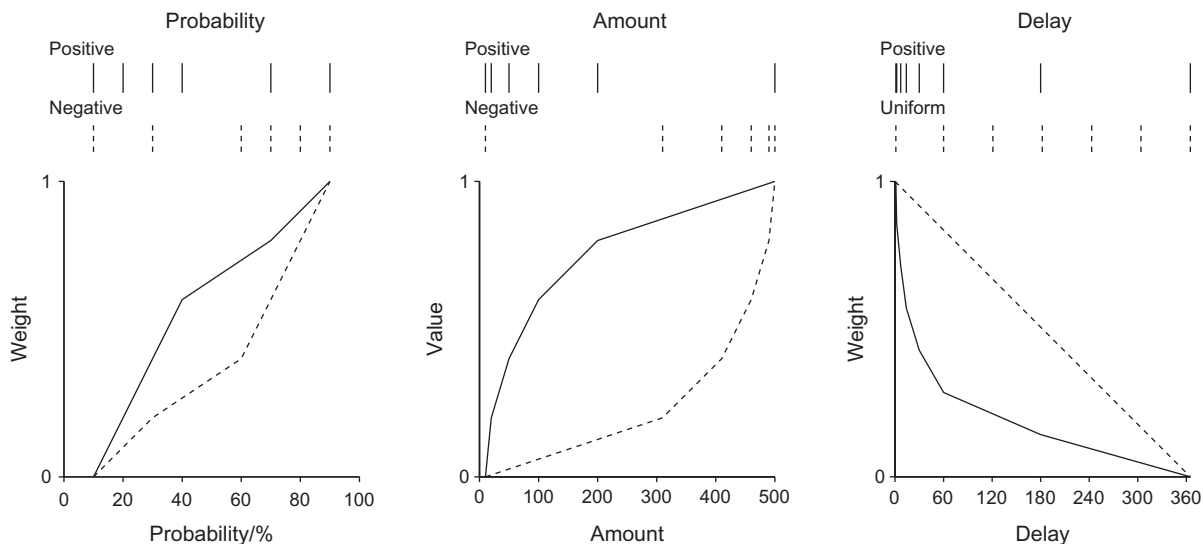 Probability
Positive
Negative
1
0
Weight
0 20 40 60 80 100
Probability/%
Amount
Positive
Negative
1
0
Value
0 100 200 300 400 500
Amount
Delay
Positive
Uniform
1
0
Weight
0 60 120 180 240 300 360
Delay